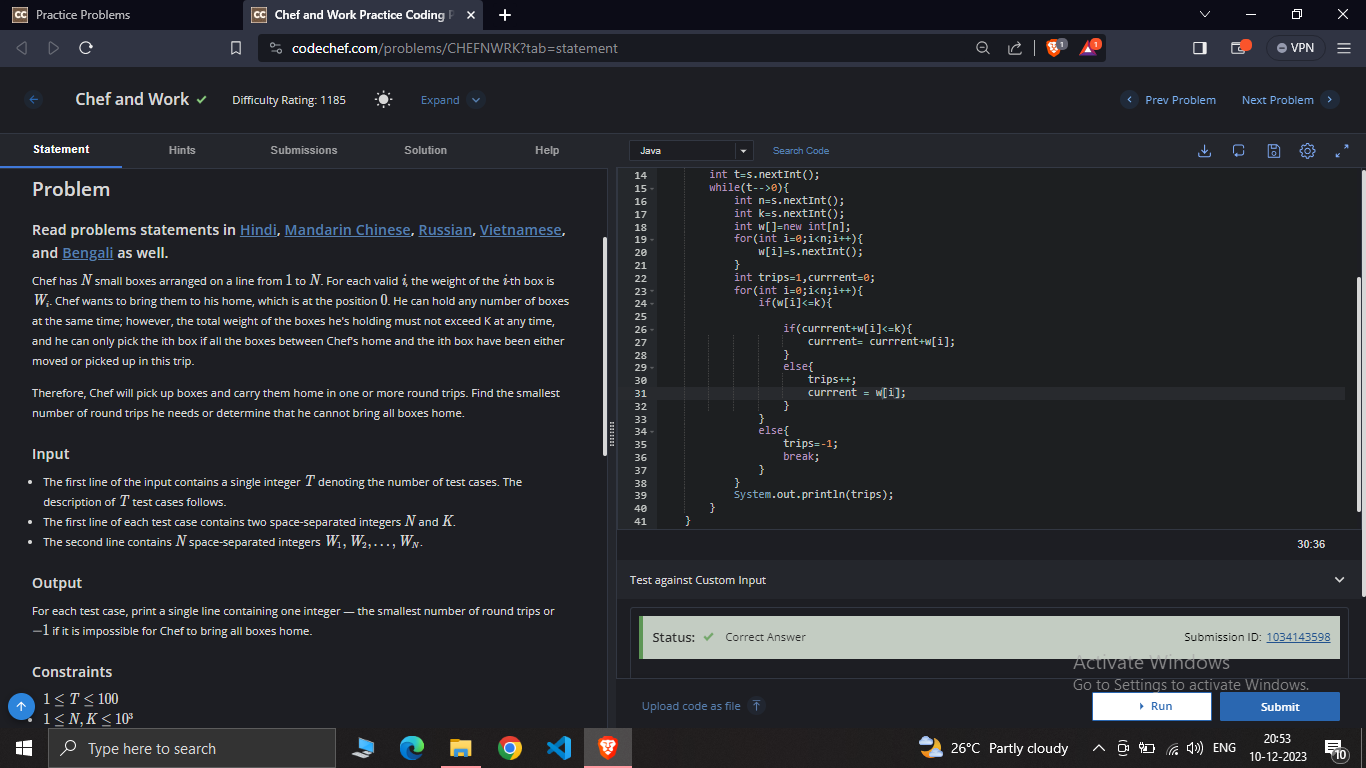 Practice Problems
Chef and Work Practice Coding P
codechef.com/problems/CHEFNWRK?tab=statement
1
1
VPN
Chef and Work
Difficulty Rating: 1185
Expand
Prev Problem
Next Problem
Statement
Hints
Submissions
Solution
Help
Java
Search Code
Problem
Read problems statements in Hindi, Mandarin Chinese, Russian, Vietnamese,
and Bengali as well.
Chef has N small boxes arranged on a line from 1 to N. For each valid i, the weight of the i-th box is
Wᵢ. Chef wants to bring them to his home, which is at the position 0. He can hold any number of boxes
at the same time; however, the total weight of the boxes he's holding must not exceed K at any time,
and he can only pick the ith box if all the boxes between Chef's home and the ith box have been either
moved or picked up in this trip.
Therefore, Chef will pick up boxes and carry them home in one or more round trips. Find the smallest
number of round trips he needs or determine that he cannot bring all boxes home.
Input
• The first line of the input contains a single integer T denoting the number of test cases. The
description of T test cases follows.
• The first line of each test case contains two space-separated integers N and K.
• The second line contains N space-separated integers W₁, W₂, . . . , W_N.
Output
For each test case, print a single line containing one integer — the smallest number of round trips or
−1 if it is impossible for Chef to bring all boxes home.
Constraints
1 ≤ T ≤ 100
• 1 ≤ N, K ≤ 10³
14 int t=s.nextInt();
15 while(t-->0){
16 int n=s.nextInt();
17 int k=s.nextInt();
18 int w[]=new int[n];
19 for(int i=0;i<n;i++){
20 w[i]=s.nextInt();
21 }
22 int trips=1,currrent=0;
23 for(int i=0;i<n;i++){
24 if(w[i]<=k){
25
26 if(currrent+w[i]<=k){
27 currrent= currrent+w[i];
28 }
29 else{
30 trips++;
31 currrent = w[i];
32 }
33 }
34 else{
35 trips=-1;
36 break;
37 }
38 }
39 System.out.println(trips);
40 }
41 }
30:36
Test against Custom Input
Status: Correct Answer
Submission ID: 1034143598
Activate Windows
Go to Settings to activate Windows.
Upload code as file
Run
Submit
Type here to search
26°C Partly cloudy
ENG
20:53
10-12-2023
10